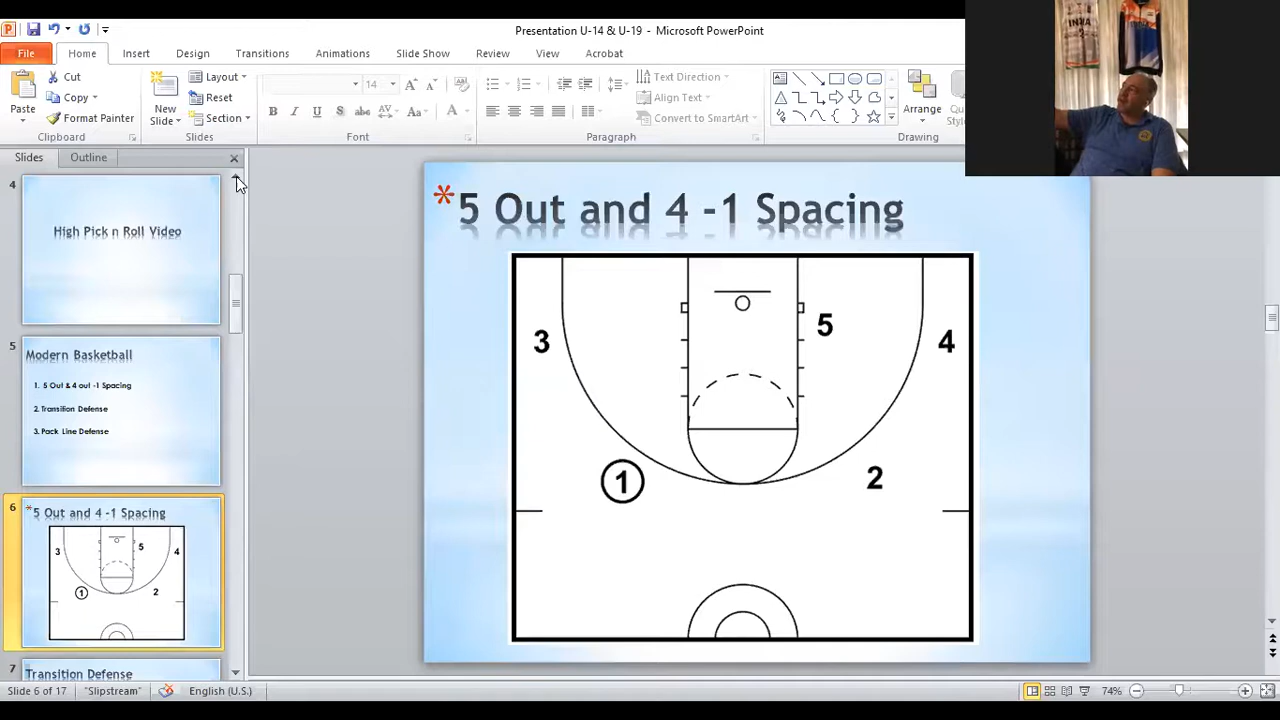 Presentation U-14 & U-19 - Microsoft PowerPoint
File Home Insert Design Transitions Animations Slide Show Review View Acrobat
Paste
Cut
Copy
Format Painter
Clipboard
New Slide
Layout
Reset
Section
Slides
14
B I U S abc AV Aa A
Font
Text Direction
Align Text
Convert to SmartArt
Paragraph
Arrange
Drawing
INDIA
2
Slides Outline
4
High Pick n Roll Video
5
Modern Basketball
1. 5 Out & 4 out -1 Spacing
2. Transition Defense
3. Pack Line Defense
6
*5 Out and 4 -1 Spacing
3 5 4
1 2
7
Transition Defense
*5 Out and 4 -1 Spacing
5
3 4
1 2
Slide 6 of 17 "Slipstream" English (U.S.) 74%